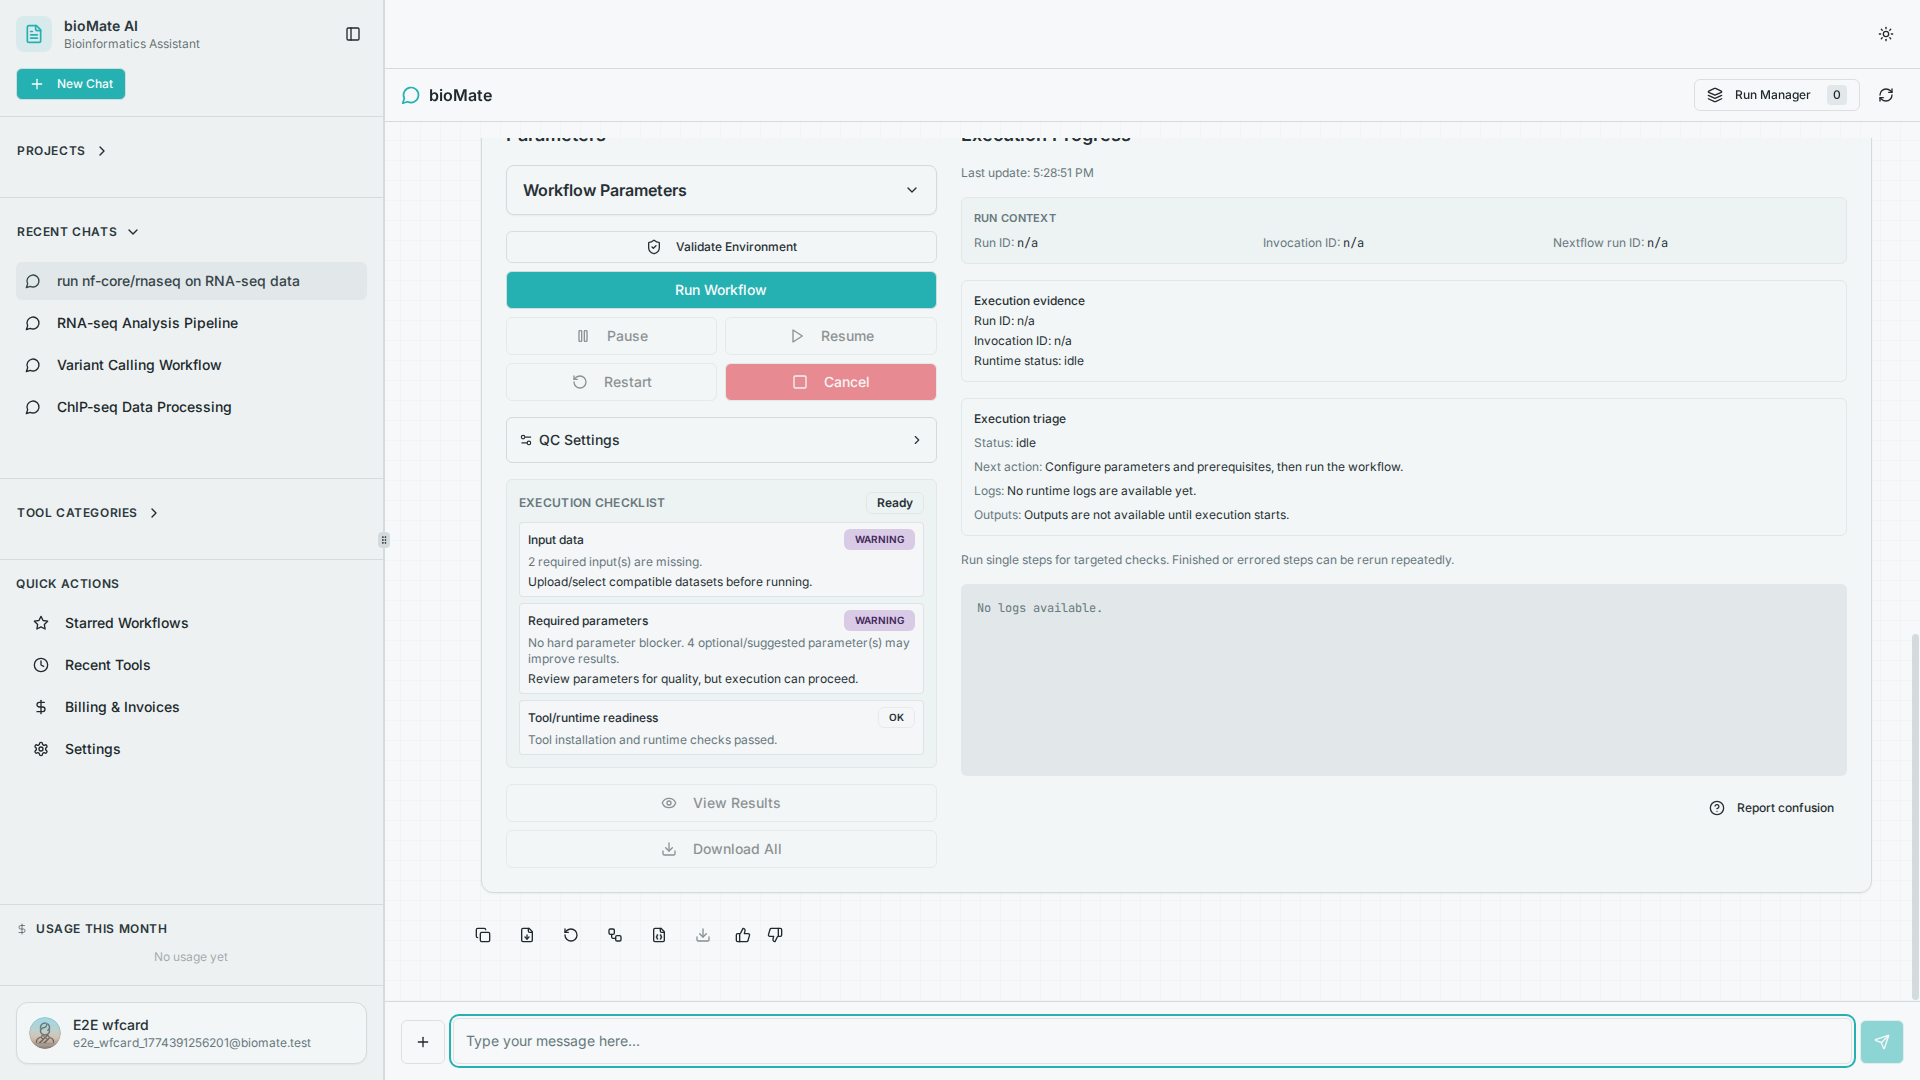 bioMate AI
Bioinformatics Assistant
New Chat
PROJECTS
RECENT CHATS
run nf-core/rnaseq on RNA-seq data
RNA-seq Analysis Pipeline
Variant Calling Workflow
ChIP-seq Data Processing
TOOL CATEGORIES
QUICK ACTIONS
Starred Workflows
Recent Tools
Billing & Invoices
Settings
USAGE THIS MONTH
No usage yet
E2E wfcard
e2e_wfcard_1774391256201@biomate.test
bioMate
Run Manager 0
Parameters
Workflow Parameters
Validate Environment
Run Workflow
Pause
Resume
Restart
Cancel
QC Settings
EXECUTION CHECKLIST
Ready
Input data
WARNING
2 required input(s) are missing.
Upload/select compatible datasets before running.
Required parameters
WARNING
No hard parameter blocker. 4 optional/suggested parameter(s) may
improve results.
Review parameters for quality, but execution can proceed.
Tool/runtime readiness
OK
Tool installation and runtime checks passed.
View Results
Download All
Execution Progress
Last update: 5:28:51 PM
RUN CONTEXT
Run ID: n/a
Invocation ID: n/a
Nextflow run ID: n/a
Execution evidence
Run ID: n/a
Invocation ID: n/a
Runtime status: idle
Execution triage
Status: idle
Next action: Configure parameters and prerequisites, then run the workflow.
Logs: No runtime logs are available yet.
Outputs: Outputs are not available until execution starts.
Run single steps for targeted checks. Finished or errored steps can be rerun repeatedly.
No logs available.
Report confusion
Type your message here...